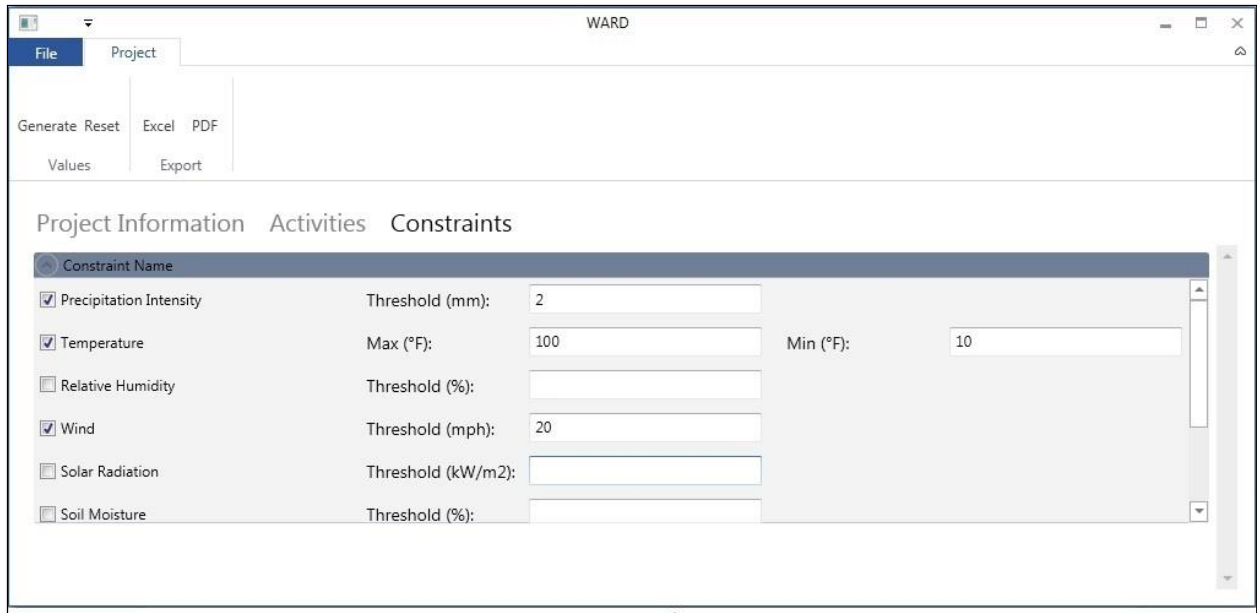 WARD
File Project
Generate Reset Excel PDF
Values Export
Project Information Activities Constraints
Constraint Name
Precipitation Intensity Threshold (mm): 2
Temperature Max (°F): 100 Min (°F): 10
Relative Humidity Threshold (%):
Wind Threshold (mph): 20
Solar Radiation Threshold (kW/m2):
Soil Moisture Threshold (%):